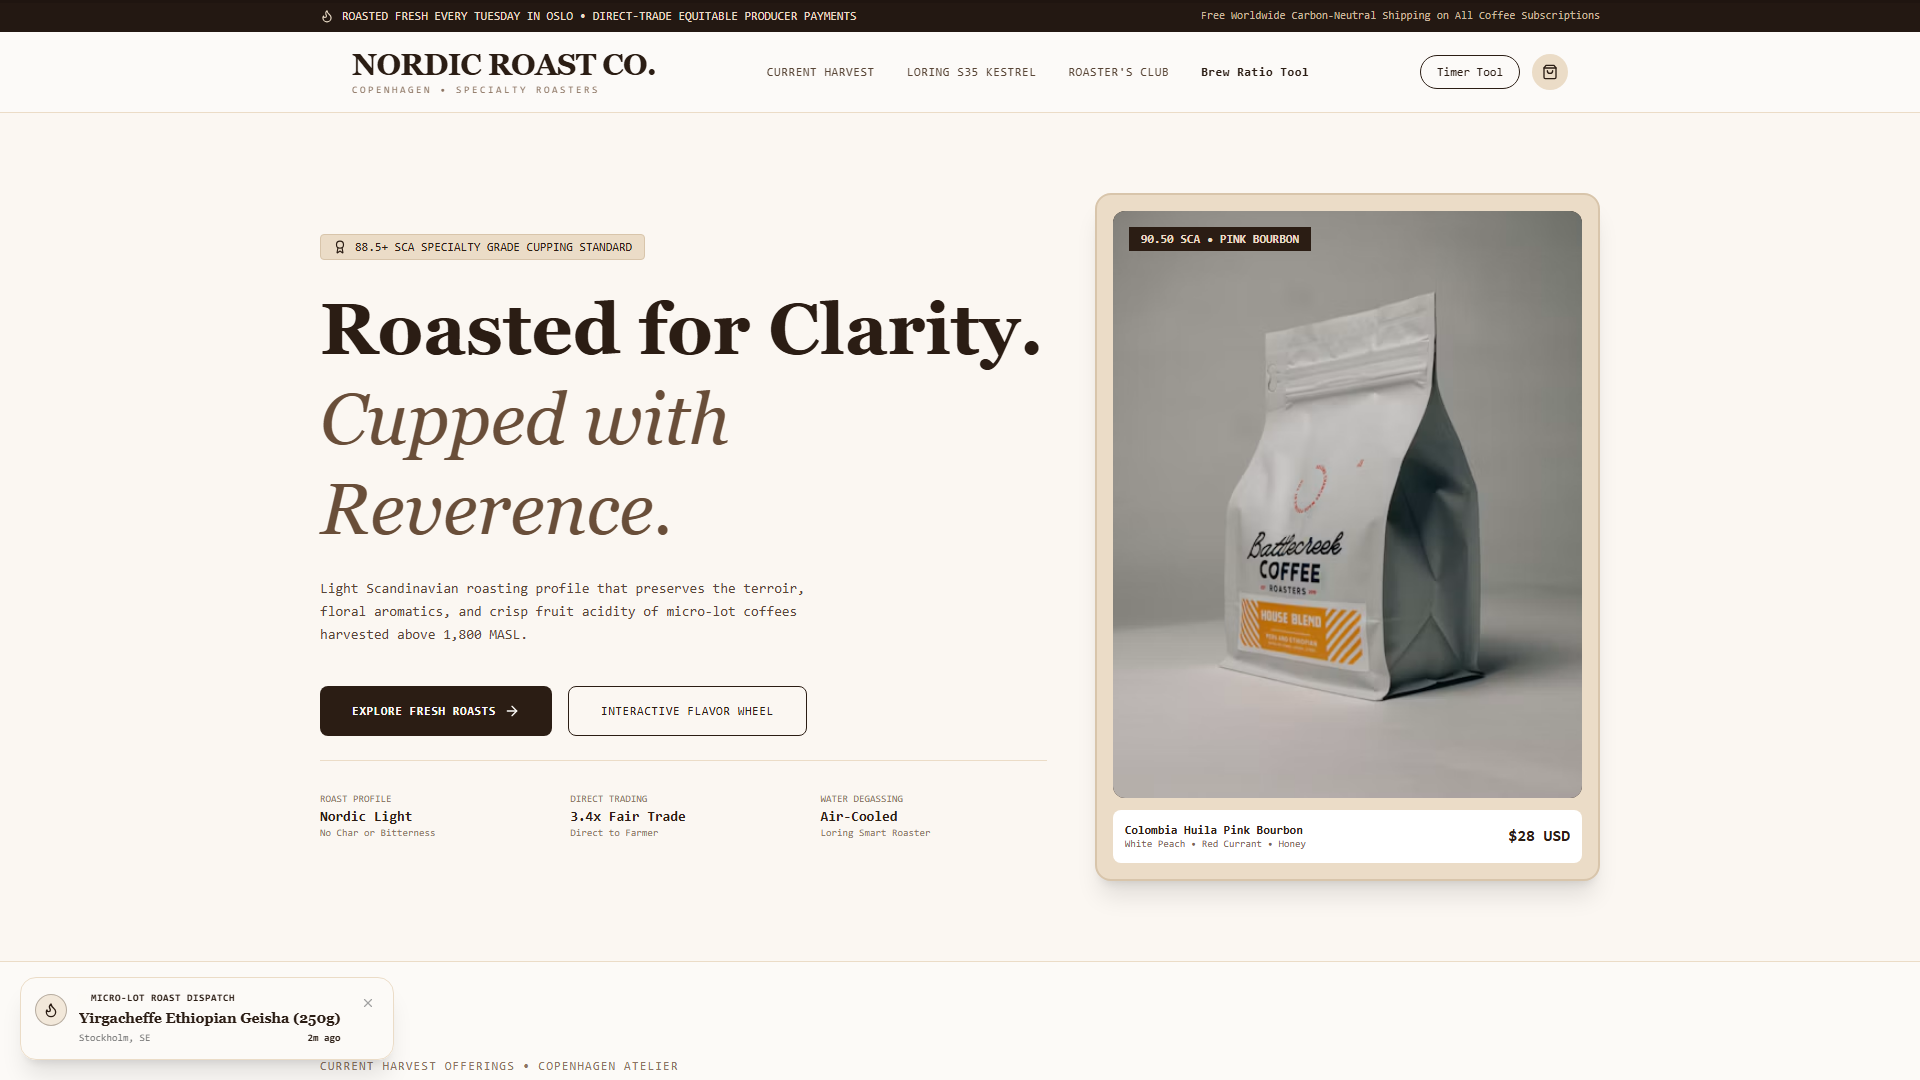 ROASTED FRESH EVERY TUESDAY IN OSLO • DIRECT-TRADE EQUITABLE PRODUCER PAYMENTS
Free Worldwide Carbon-Neutral Shipping on All Coffee Subscriptions
NORDIC ROAST CO.
COPENHAGEN • SPECIALTY ROASTERS
CURRENT HARVEST
LORING S35 KESTREL
ROASTER'S CLUB
Brew Ratio Tool
Timer Tool
88.5+ SCA SPECIALTY GRADE CUPPING STANDARD
Roasted for Clarity.
Cupped with
Reverence.
Light Scandinavian roasting profile that preserves the terroir,
floral aromatics, and crisp fruit acidity of micro-lot coffees
harvested above 1,800 MASL.
EXPLORE FRESH ROASTS
INTERACTIVE FLAVOR WHEEL
ROAST PROFILE
Nordic Light
No Char or Bitterness
DIRECT TRADING
3.4x Fair Trade
Direct to Farmer
WATER DEGASSING
Air-Cooled
Loring Smart Roaster
90.50 SCA • PINK BOURBON
Battlecreek
COFFEE
ROASTERS
HOUSE BLEND
Colombia Huila Pink Bourbon
White Peach • Red Currant • Honey
$28 USD
MICRO-LOT ROAST DISPATCH
Yirgacheffe Ethiopian Geisha (250g)
Stockholm, SE
2m ago
CURRENT HARVEST OFFERINGS • COPENHAGEN ATELIER